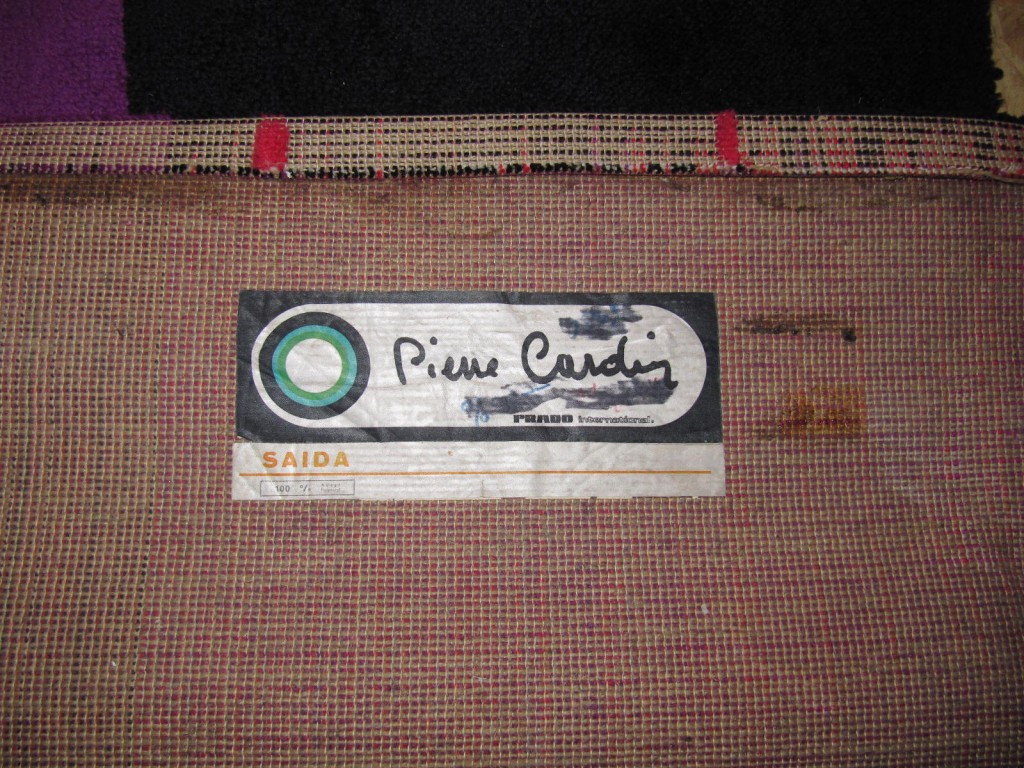 Pierre Cardin
PRADO international.
SAIDA
100 %